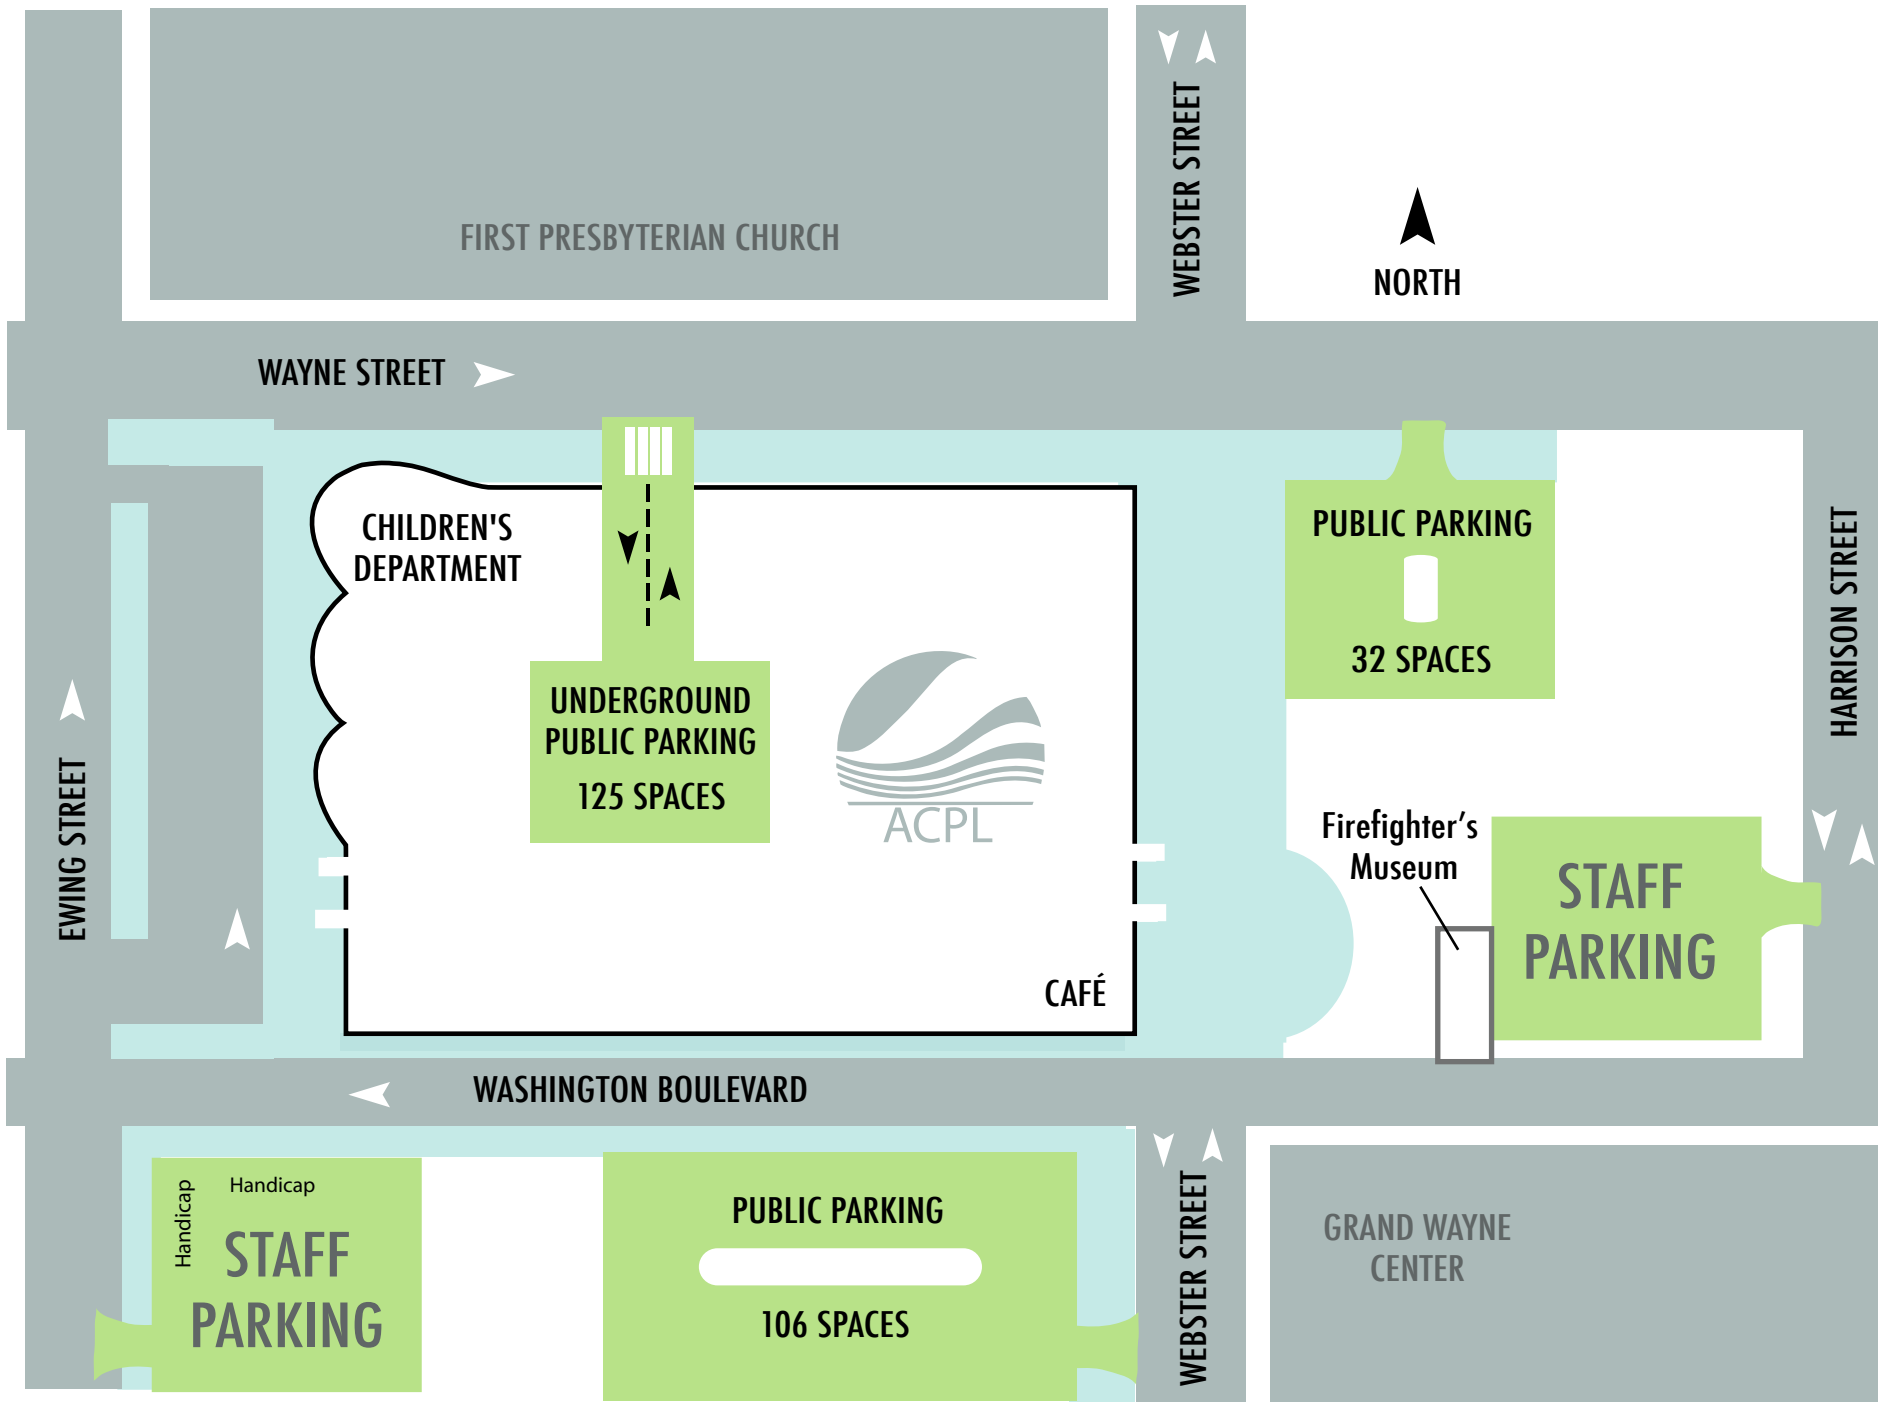 WEBSTER STREET
FIRST PRESBYTERIAN CHURCH
NORTH
WAYNE STREET
CHILDREN'S
DEPARTMENT
PUBLIC PARKING
32 SPACES
HARRISON STREET
UNDERGROUND
PUBLIC PARKING
125 SPACES
ACPL
EWING STREET
Firefighter’s
Museum
STAFF
PARKING
CAFÉ
WASHINGTON BOULEVARD
Handicap
Handicap
STAFF
PARKING
PUBLIC PARKING
106 SPACES
WEBSTER STREET
GRAND WAYNE
CENTER